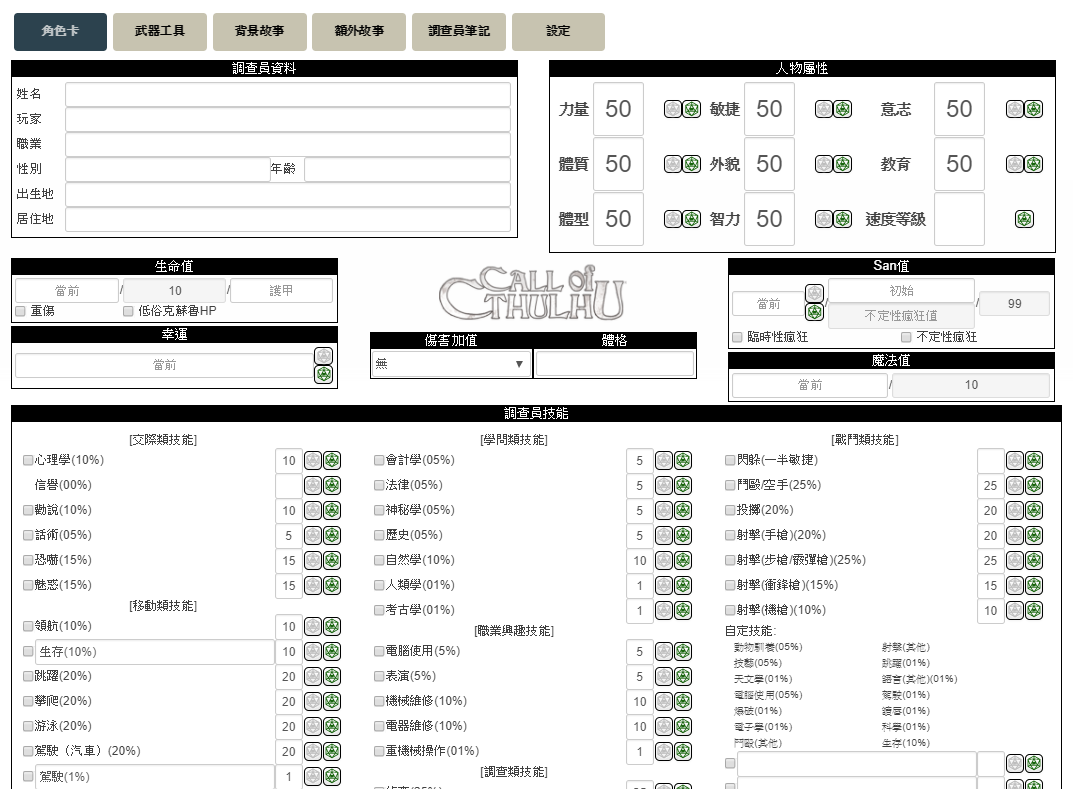 角色卡 武器工具 背景故事 額外故事 調查員筆記 設定
調查員資料
姓名
玩家
職業
性別 年齡
出生地
居住地
人物屬性
力量 50 敏捷 50 意志 50
體質 50 外貌 50 教育 50
體型 50 智力 50 速度等級
生命值
當前 / 10 / 護甲
重傷 低俗克蘇魯HP
幸運
當前
CALL of
CTHULHU
傷害加值 體格
無
San值
當前 初始 / 99
不定性瘋狂值
臨時性瘋狂 不定性瘋狂
魔法值
當前 / 10
調查員技能
[交際類技能]
心理學(10%) 10
信譽(00%)
勸說(10%) 10
話術(05%) 5
恐嚇(15%) 15
魅惑(15%) 15
[移動類技能]
領航(10%) 10
生存(10%) 10
跳躍(20%) 20
攀爬(20%) 20
游泳(20%) 20
駕駛（汽車）(20%) 20
駕駛(1%) 1
[學問類技能]
會計學(05%) 5
法律(05%) 5
神秘學(05%) 5
歷史(05%) 5
自然學(10%) 10
人類學(01%) 1
考古學(01%) 1
[職業興趣技能]
電腦使用(5%) 5
表演(5%) 5
機械維修(10%) 10
電器維修(10%) 10
重機械操作(01%) 1
[調查類技能]
[戰鬥類技能]
閃躲(一半敏捷)
鬥毆/空手(25%) 25
投擲(20%) 20
射擊(手槍)(20%) 20
射擊(步槍/霰彈槍)(25%) 25
射擊(衝鋒槍)(15%) 15
射擊(機槍)(10%) 10
自定技能:
動物馴養(05%) 射擊(其他)
技藝(05%) 跳躍(01%)
天文學(01%) 語言(其他)(01%)
電腦使用(05%) 駕駛(01%)
爆破(01%) 讀唇(01%)
電子學(01%) 科學(01%)
鬥毆(其他) 生存(10%)